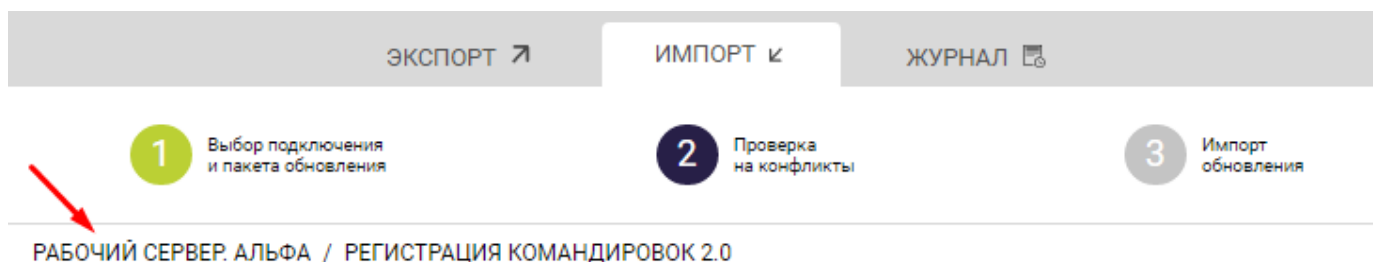 ЭКСПОРТ
ИМПОРТ
ЖУРНАЛ
1
Выбор подключения
и пакета обновления
2
Проверка
на конфликты
3
Импорт
обновления
РАБОЧИЙ СЕРВЕР. АЛЬФА / РЕГИСТРАЦИЯ КОМАНДИРОВОК 2.0